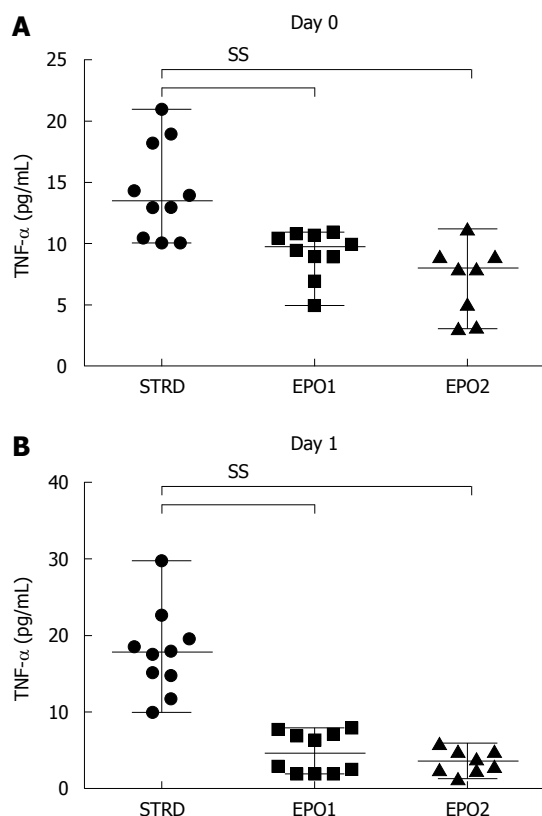 A
Day 0
SS
25
20
15
10
5
0
TNF-α (pg/mL)
STRD EPO1 EPO2
B
Day 1
SS
40
30
20
10
0
TNF-α (pg/mL)
STRD EPO1 EPO2